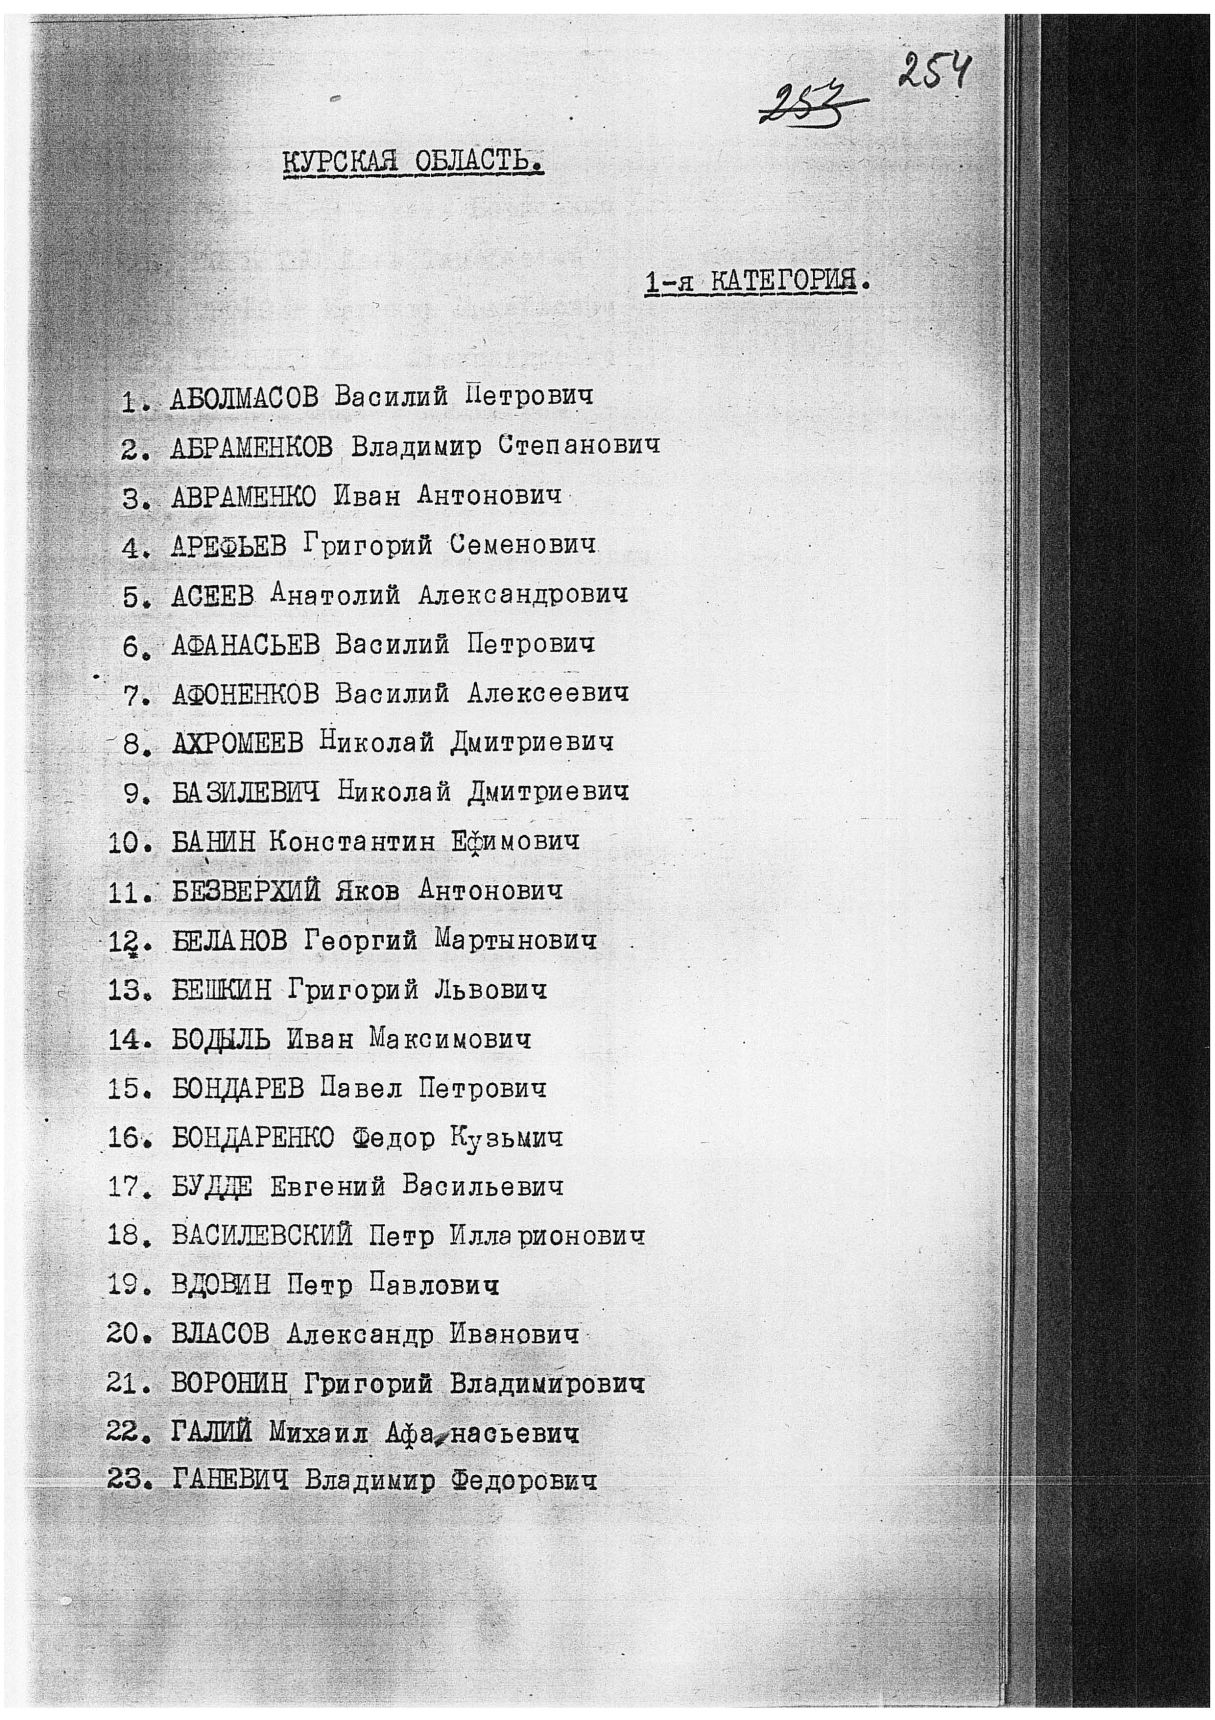 254
КУРСКАЯ ОБЛАСТЬ.
1-я КАТЕГОРИЯ.
1. АБОЛМАСОВ Василий Петрович
2. АБРАМЕНКОВ Владимир Степанович
3. АВРАМЕНКО Иван Антонович
4. АРЕФЬЕВ Григорий Семенович
5. АСЕЕВ Анатолий Александрович
6. АФАНАСЬЕВ Василий Петрович
7. АФОНЕНКОВ Василий Алексеевич
8. АХРОМЕЕВ Николай Дмитриевич
9. БАЗИЛЕВИЧ Николай Дмитриевич
10. БАНИН Константин Ефимович
11. БЕЗВЕРХИЙ Яков Антонович
12. БЕЛАНОВ Георгий Мартынович
13. БЕШКИН Григорий Львович
14. БОДЫЛЬ Иван Максимович
15. БОНДАРЕВ Павел Петрович
16. БОНДАРЕНКО Федор Кузьмич
17. БУДДЕ Евгений Васильевич
18. ВАСИЛЕВСКИЙ Петр Илларионович
19. ВДОВИН Петр Павлович
20. ВЛАСОВ Александр Иванович
21. ВОРОНИН Григорий Владимирович
22. ГАЛИЙ Михаил Афанасьевич
23. ГАНЕВИЧ Владимир Федорович